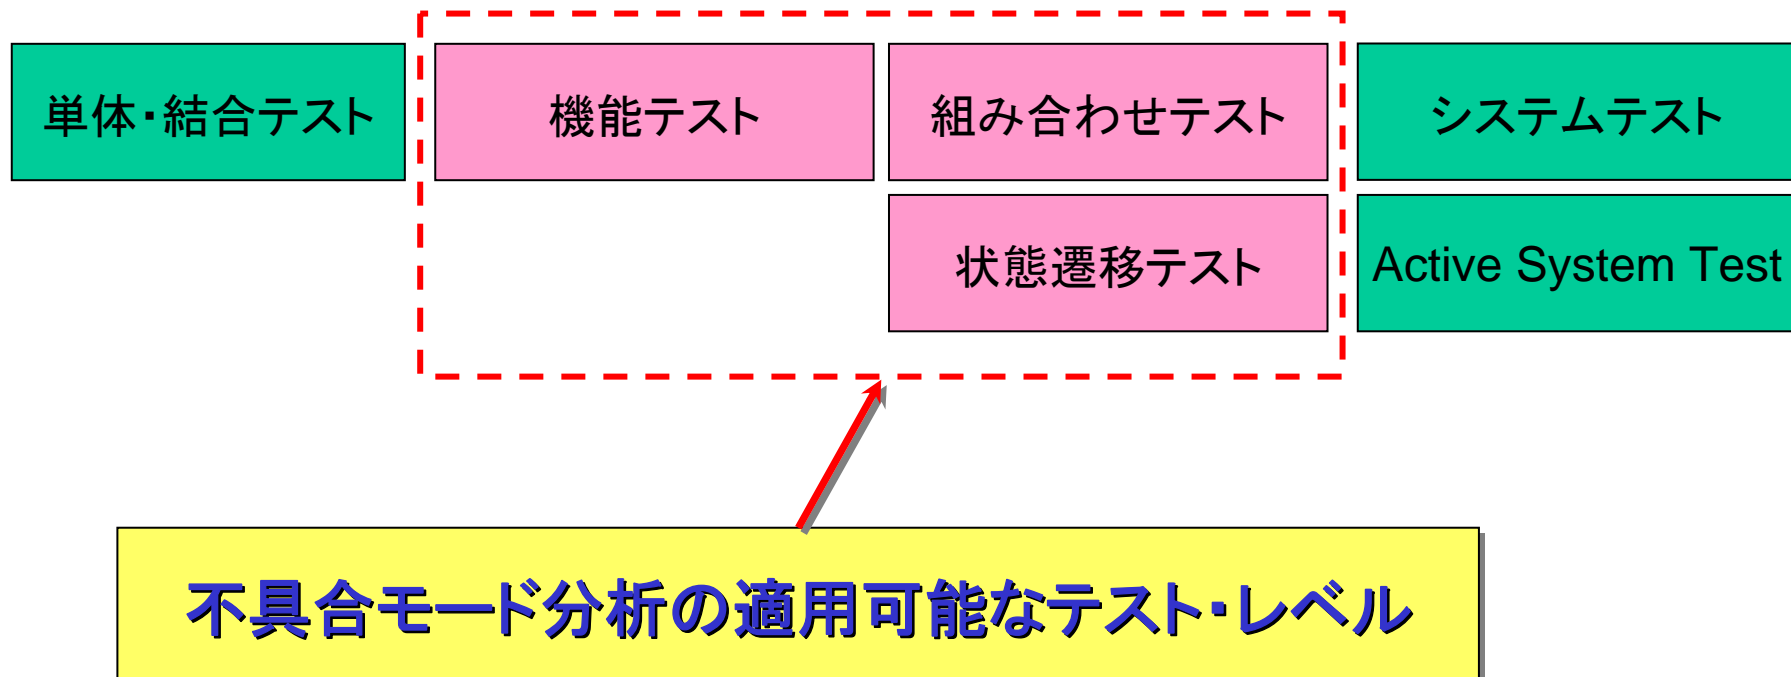 単体・結合テスト
機能テスト
組み合わせテスト
システムテスト
状態遷移テスト
Active System Test
不具合モード分析の適用可能なテスト・レベル